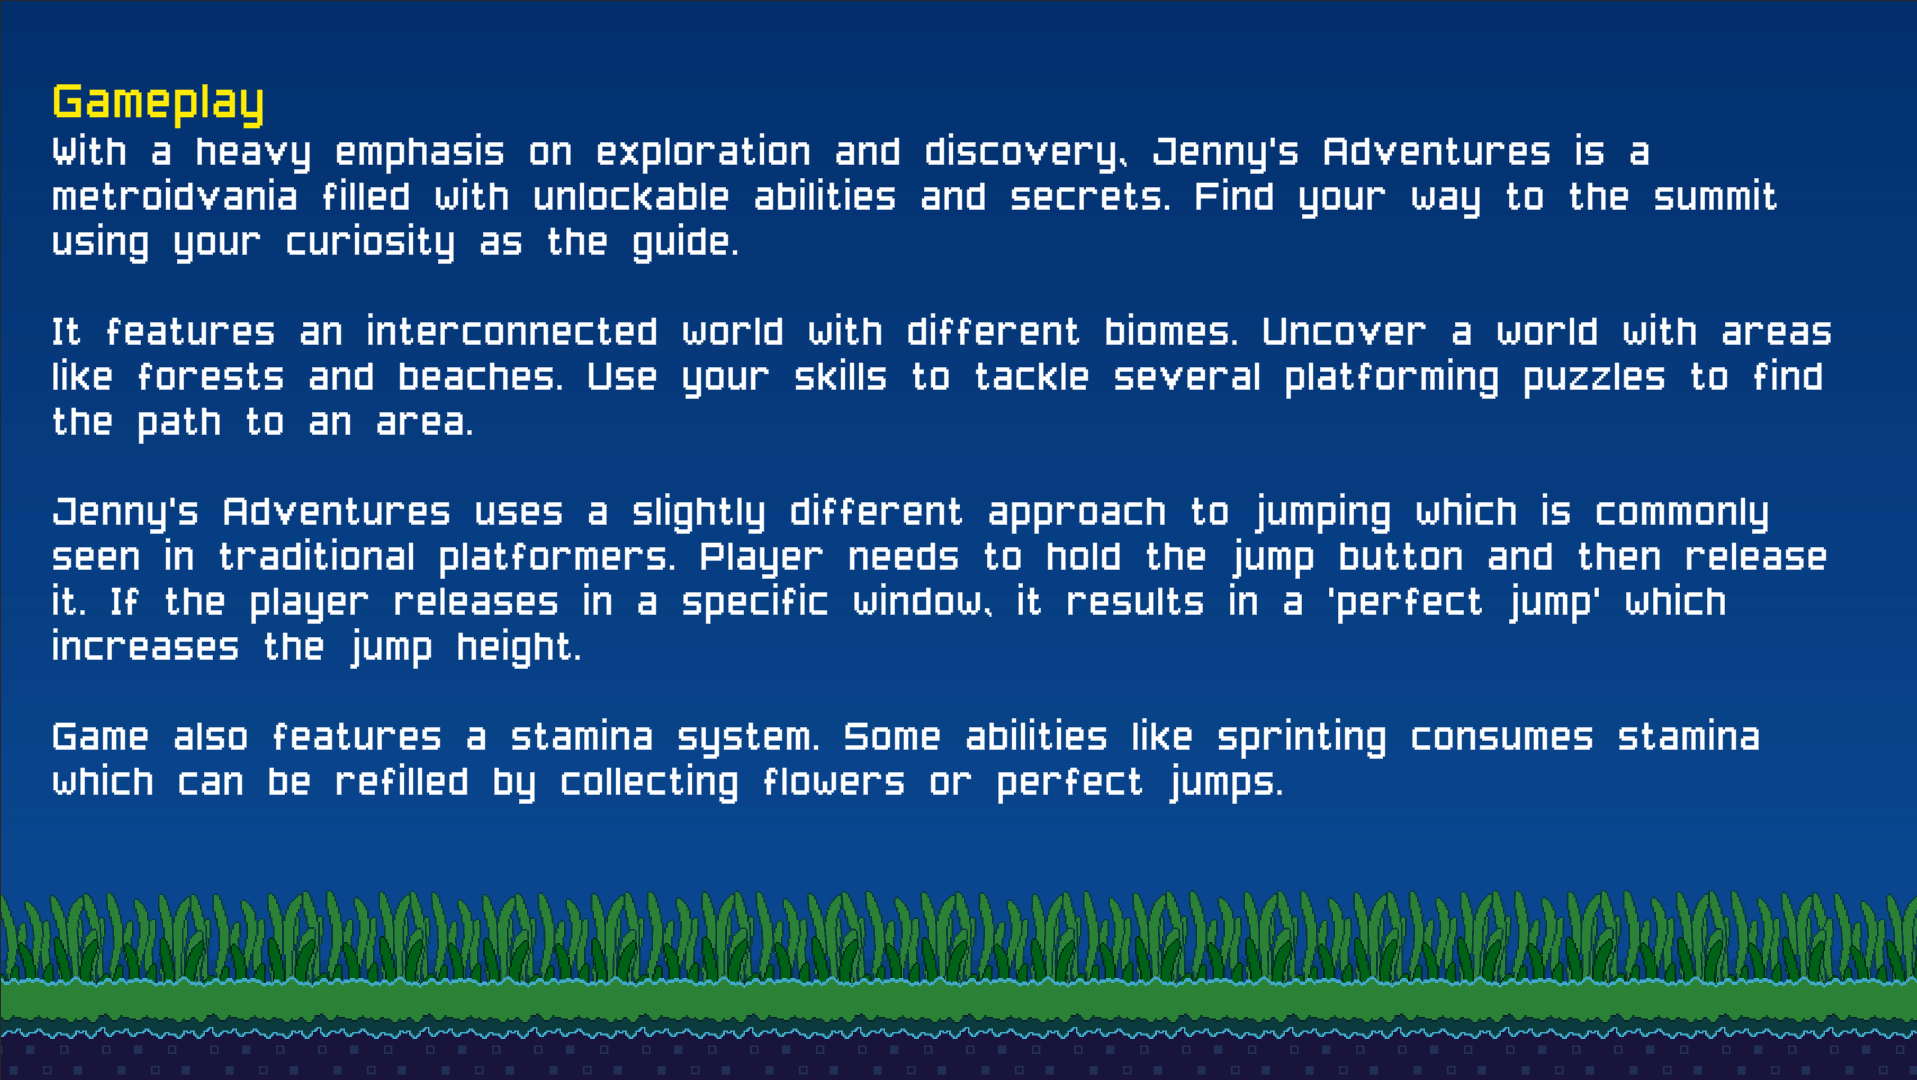 Gameplay
With a heavy emphasis on exploration and discovery, Jenny's Adventures is a
metroidvania filled with unlockable abilities and secrets. Find your way to the summit
using your curiosity as the guide.
It features an interconnected world with different biomes. Uncover a world with areas
like forests and beaches. Use your skills to tackle several platforming puzzles to find
the path to an area.
Jenny's Adventures uses a slightly different approach to jumping which is commonly
seen in traditional platformers. Player needs to hold the jump button and then release
it. If the player releases in a specific window, it results in a 'perfect jump' which
increases the jump height.
Game also features a stamina system. Some abilities like sprinting consumes stamina
which can be refilled by collecting flowers or perfect jumps.